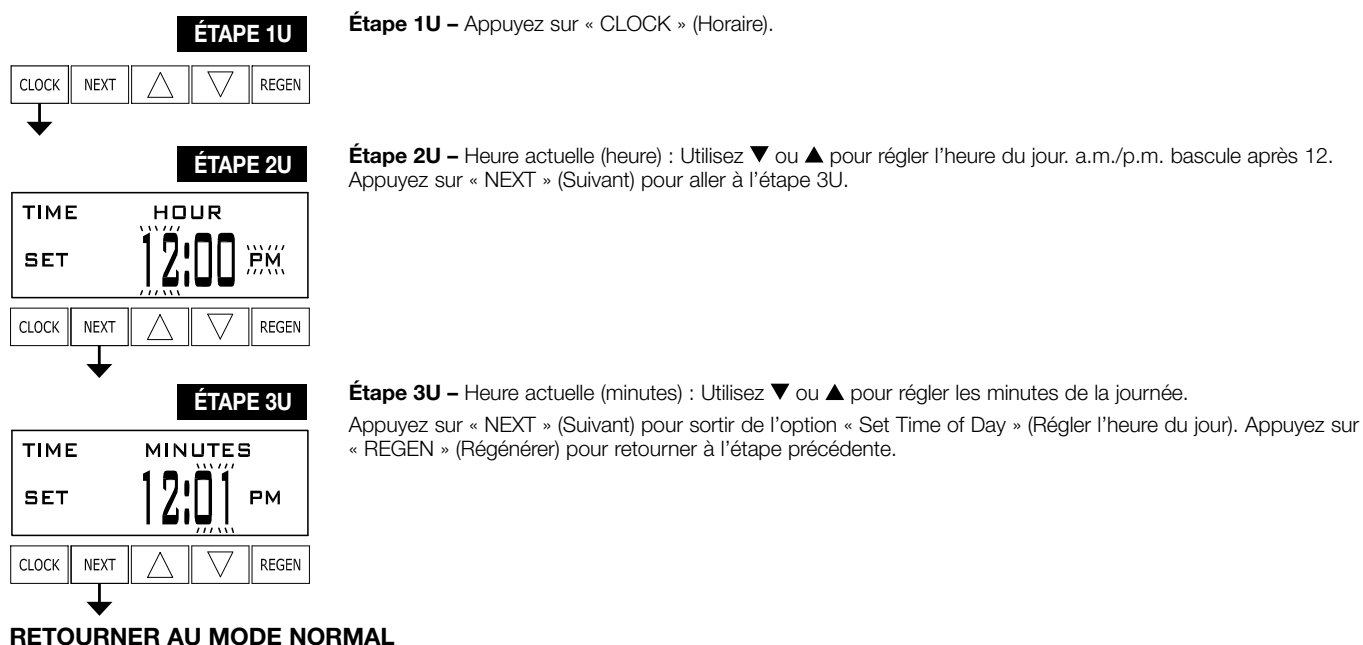 ÉTAPE 1U
Étape 1U – Appuyez sur « CLOCK » (Horaire).
CLOCK NEXT △ ▽ REGEN
ÉTAPE 2U
Étape 2U – Heure actuelle (heure) : Utilisez ▼ ou ▲ pour régler l’heure du jour. a.m./p.m. bascule après 12.
Appuyez sur « NEXT » (Suivant) pour aller à l’étape 3U.
TIME HOUR
SET 12:00 PM
CLOCK NEXT △ ▽ REGEN
ÉTAPE 3U
Étape 3U – Heure actuelle (minutes) : Utilisez ▼ ou ▲ pour régler les minutes de la journée.
Appuyez sur « NEXT » (Suivant) pour sortir de l’option « Set Time of Day » (Régler l’heure du jour). Appuyez sur
« REGEN » (Régénérer) pour retourner à l’étape précédente.
TIME MINUTES
SET 12:01 PM
CLOCK NEXT △ ▽ REGEN
RETOURNER AU MODE NORMAL